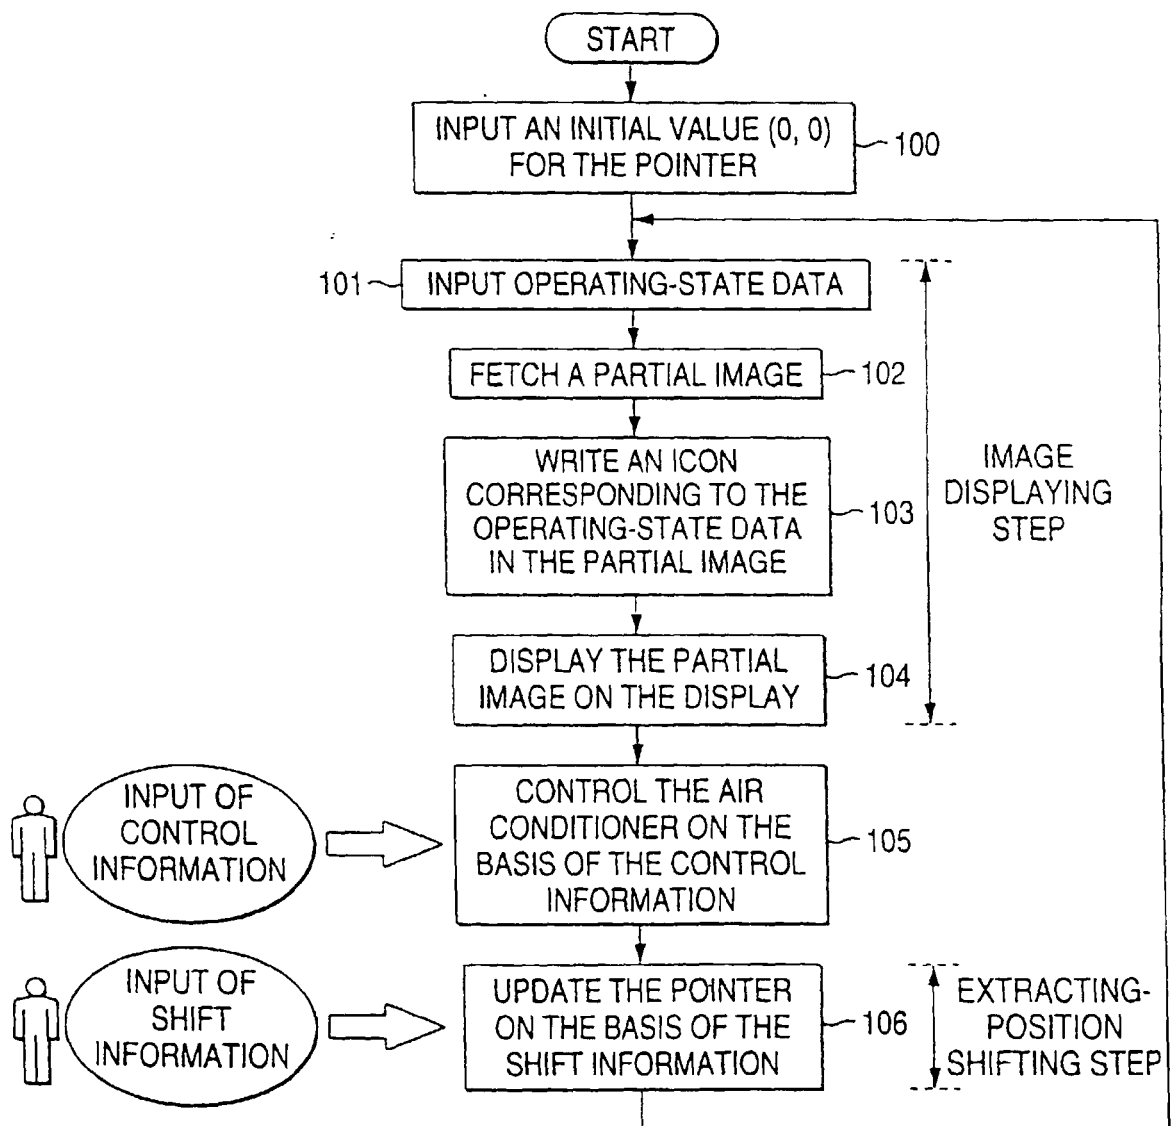 START
INPUT AN INITIAL VALUE (0, 0)
FOR THE POINTER
100
101
INPUT OPERATING-STATE DATA
FETCH A PARTIAL IMAGE
102
WRITE AN ICON
CORRESPONDING TO THE
OPERATING-STATE DATA
IN THE PARTIAL IMAGE
103
IMAGE
DISPLAYING
STEP
DISPLAY THE PARTIAL
IMAGE ON THE DISPLAY
104
INPUT OF
CONTROL
INFORMATION
CONTROL THE AIR
CONDITIONER ON THE
BASIS OF THE CONTROL
INFORMATION
105
INPUT OF
SHIFT
INFORMATION
UPDATE THE POINTER
ON THE BASIS OF THE
SHIFT INFORMATION
106
EXTRACTING-
POSITION
SHIFTING STEP